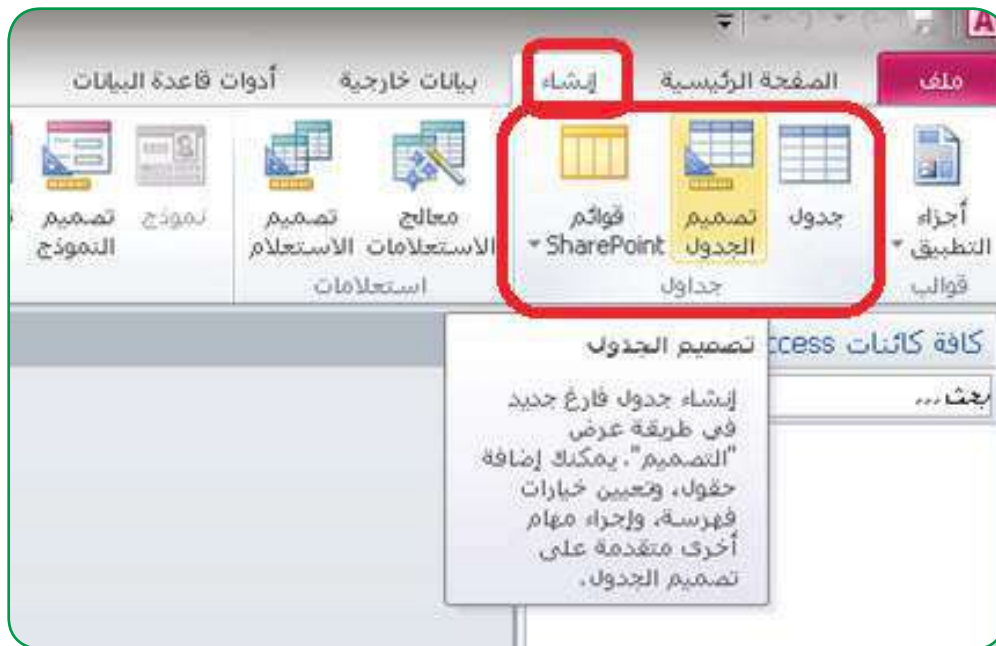 A
ملف
الصفحة الرئيسية
إنشاء
بيانات خارجية
أدوات قاعدة البيانات
أجزاء
التطبيق
جدول
تصميم
الجدول
قوائم
SharePoint
معالج
الاستعلامات
تصميم
الاستعلام
نموذج
تصميم
النموذج
قوالب
جداول
استعلامات
كافة كائنات ccess
بحث...
تصميم الجدول
إنشاء جدول فارغ جديد
في طريقة عرض
"التصميم". يمكنك إضافة
حقول، وتعيين خيارات
فهرسة، وإجراء مهام
أخرى متقدمة على
تصميم الجدول.